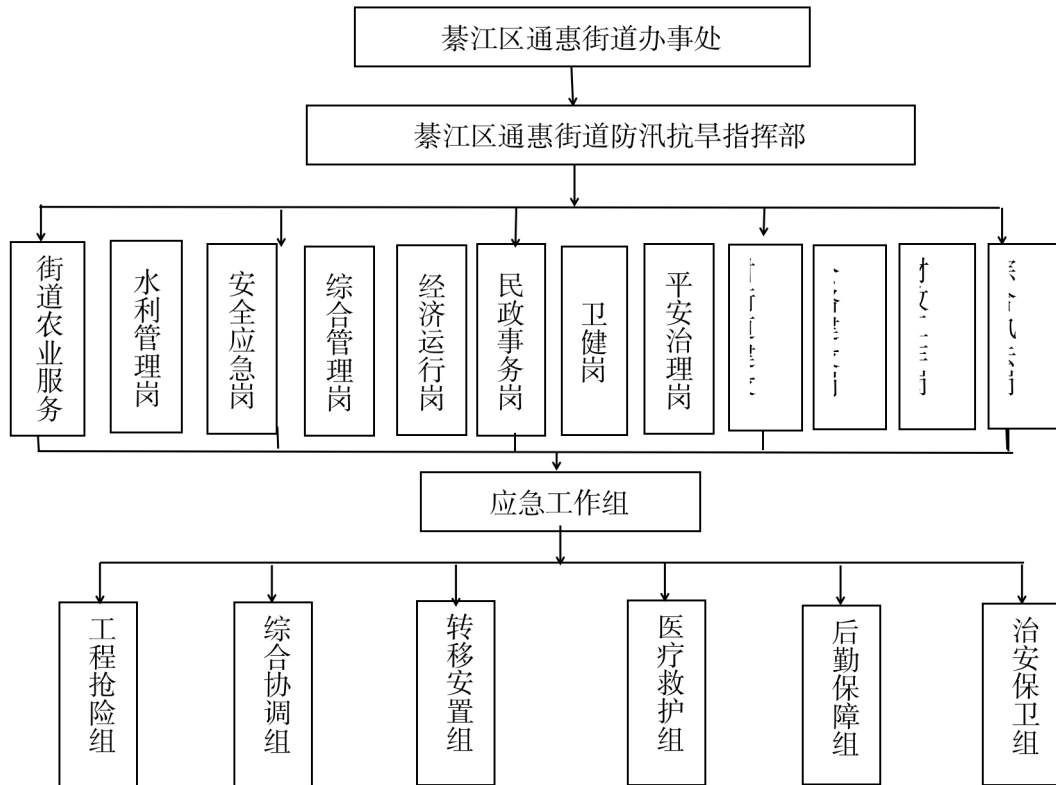 綦江区通惠街道办事处
綦江区通惠街道防汛抗旱指挥部
街道农业服务
水利管理岗
安全应急岗
综合管理岗
经济运行岗
民政事务岗
卫健岗
平安治理岗
应急工作组
工程抢险组
综合协调组
转移安置组
医疗救护组
后勤保障组
治安保卫组